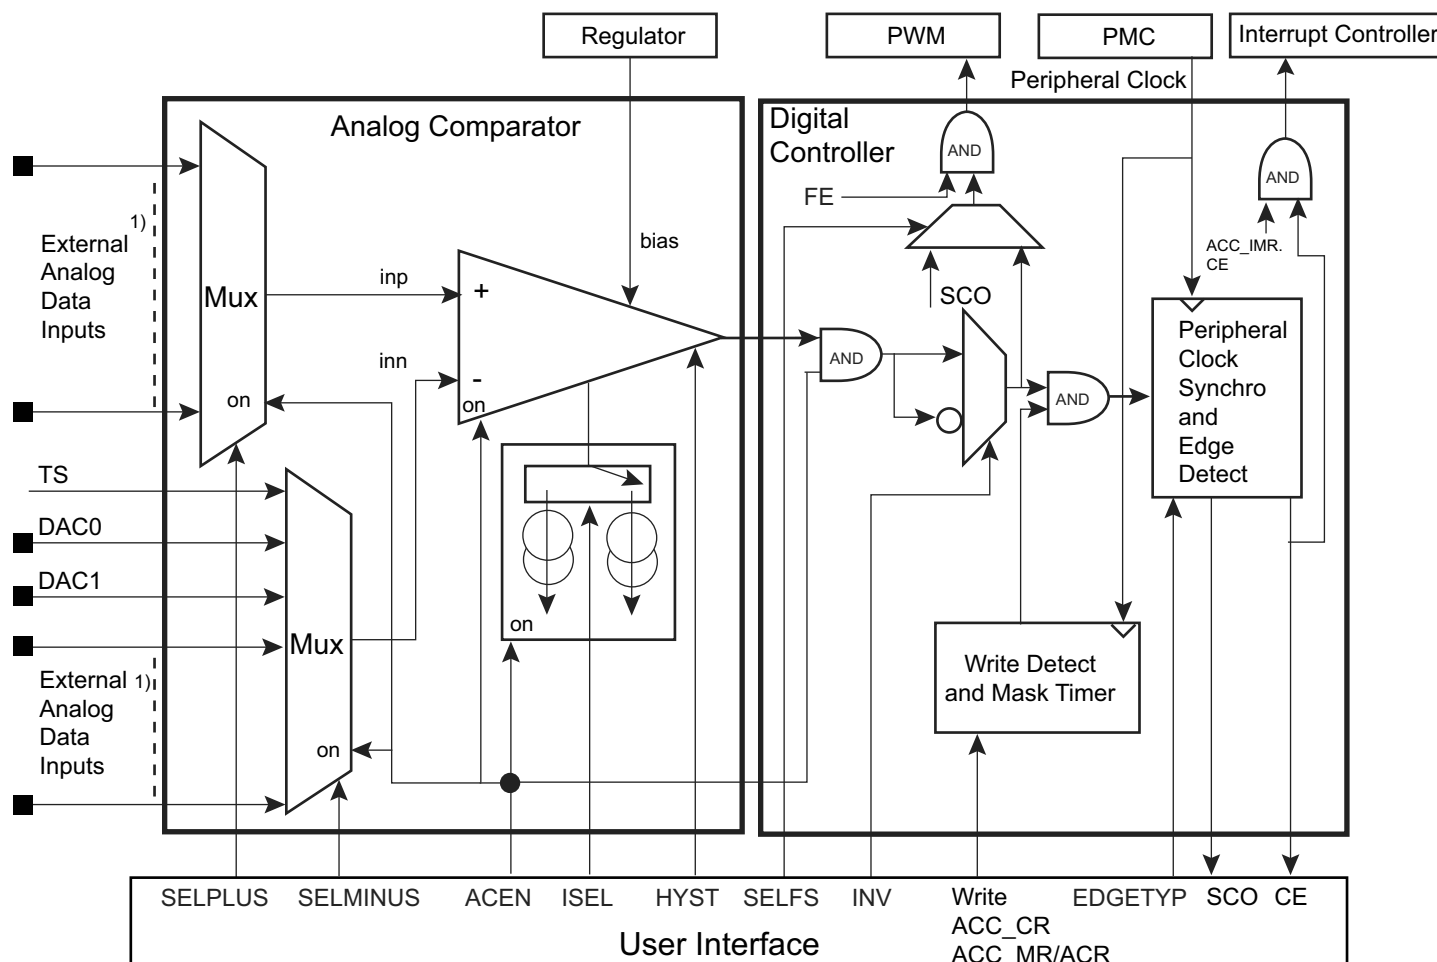 Regulator
PWM
PMC
Interrupt Controller
Peripheral Clock
Analog Comparator
Digital
Controller
AND
AND
FE
1)
External
Analog
Data
Inputs
bias
ACC_IMR.
CE
inp
Mux
+
SCO
Peripheral
Clock
Synchro
and
Edge
Detect
inn
AND
-
on
on
AND
TS
DAC0
DAC1
on
Mux
Write Detect
and Mask Timer
External 1)
Analog
Data
Inputs
on
SELPLUS
SELMINUS
ACEN
ISEL
HYST
SELFS
INV
Write
ACC_CR
ACC_MR/ACR
EDGETYP
SCO
CE
User Interface